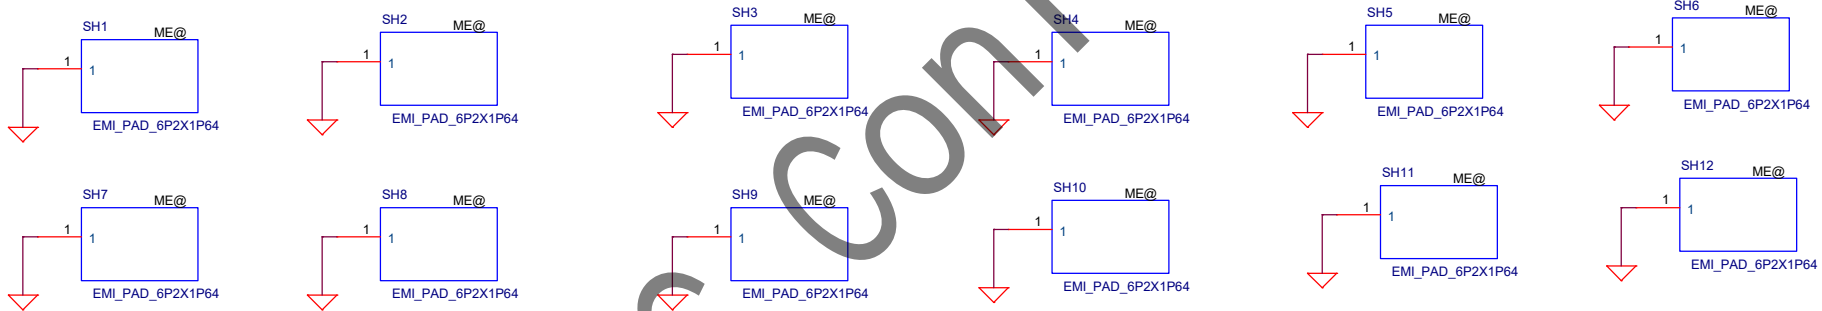 SH1 ME@
1 1
EMI_PAD_6P2X1P64
SH2 ME@
1 1
EMI_PAD_6P2X1P64
SH3 ME@
1 1
EMI_PAD_6P2X1P64
SH4 ME@
1 1
EMI_PAD_6P2X1P64
SH5 ME@
1 1
EMI_PAD_6P2X1P64
SH6 ME@
1 1
EMI_PAD_6P2X1P64
SH7 ME@
1 1
EMI_PAD_6P2X1P64
SH8 ME@
1 1
EMI_PAD_6P2X1P64
SH9 ME@
1 1
EMI_PAD_6P2X1P64
SH10 ME@
1 1
EMI_PAD_6P2X1P64
SH11 ME@
1 1
EMI_PAD_6P2X1P64
SH12 ME@
1 1
EMI_PAD_6P2X1P64